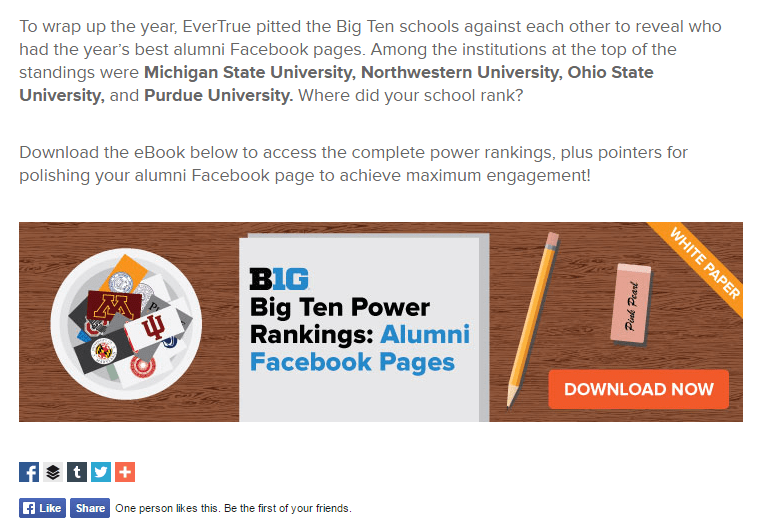 To wrap up the year, EverTrue pitted the Big Ten schools against each other to reveal who
had the year's best alumni Facebook pages. Among the institutions at the top of the
standings were Michigan State University, Northwestern University, Ohio State
University, and Purdue University. Where did your school rank?
Download the eBook below to access the complete power rankings, plus pointers for
polishing your alumni Facebook page to achieve maximum engagement!
B1G
Big Ten Power
Rankings: Alumni
Facebook Pages
Pink Pearl
WHITE PAPER
DOWNLOAD NOW
Like Share One person likes this. Be the first of your friends.